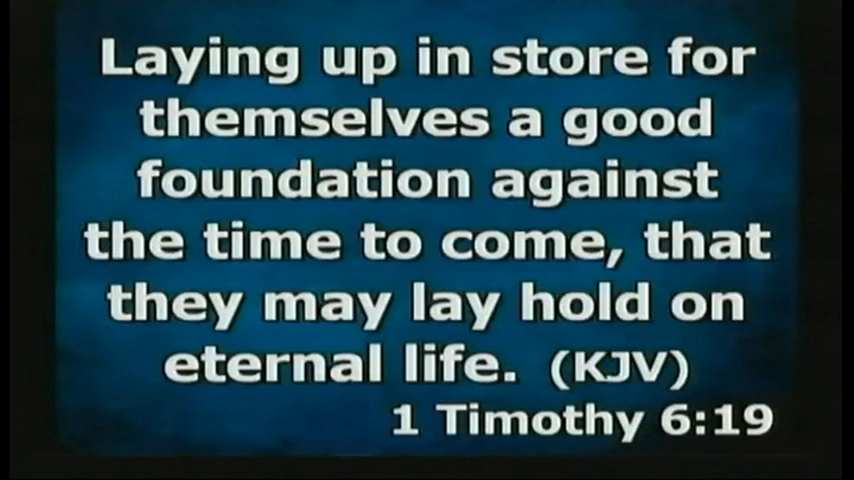 Laying up in store for
themselves a good
foundation against
the time to come, that
they may lay hold on
eternal life. (KJV)
1 Timothy 6:19